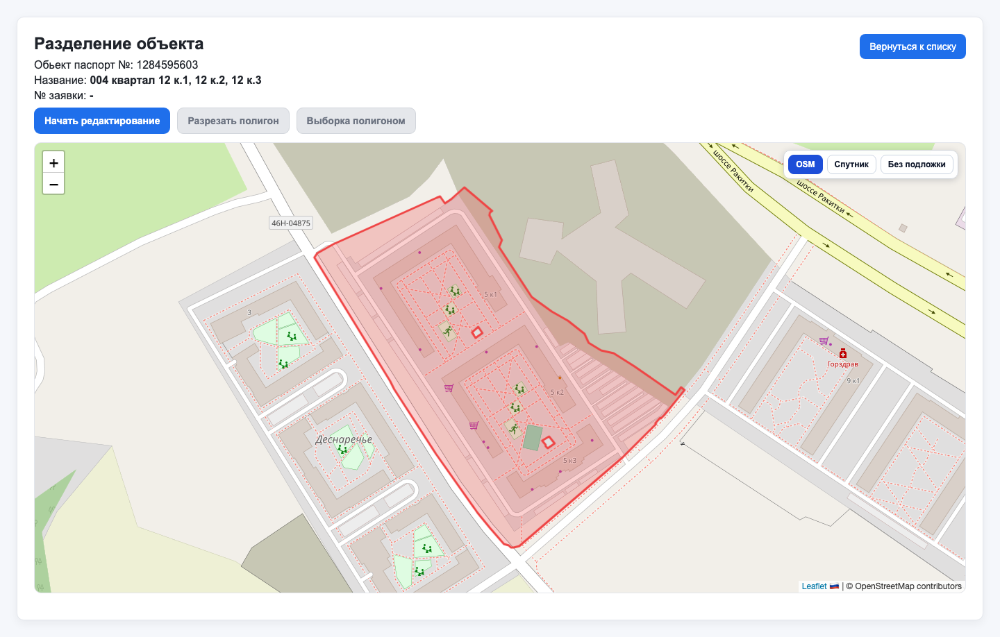 Разделение объекта
Вернуться к списку
Обьект паспорт №: 1284595603
Название: 004 квартал 12 к.1, 12 к.2, 12 к.3
№ заявки: -
Начать редактирование
Разрезать полигон
Выборка полигоном
+
−
OSM
Спутник
Без подложки
шоссе Ракитки
шоссе Ракитки
46Н-04875
5 к1
3
Горздрав
9 к1
5 к2
Деснаречье
5 к3
Leaflet | © OpenStreetMap contributors